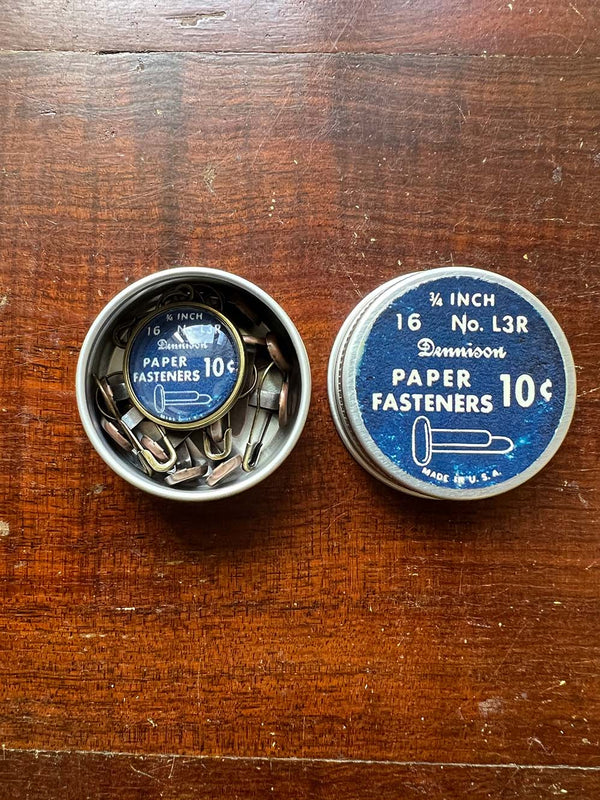 ¾ INCH
16 No. L3R
Dennison
PAPER
FASTENERS 10¢
¾ INCH
16 No. L3R
Dennison
PAPER
FASTENERS 10¢
MADE IN U. S. A.